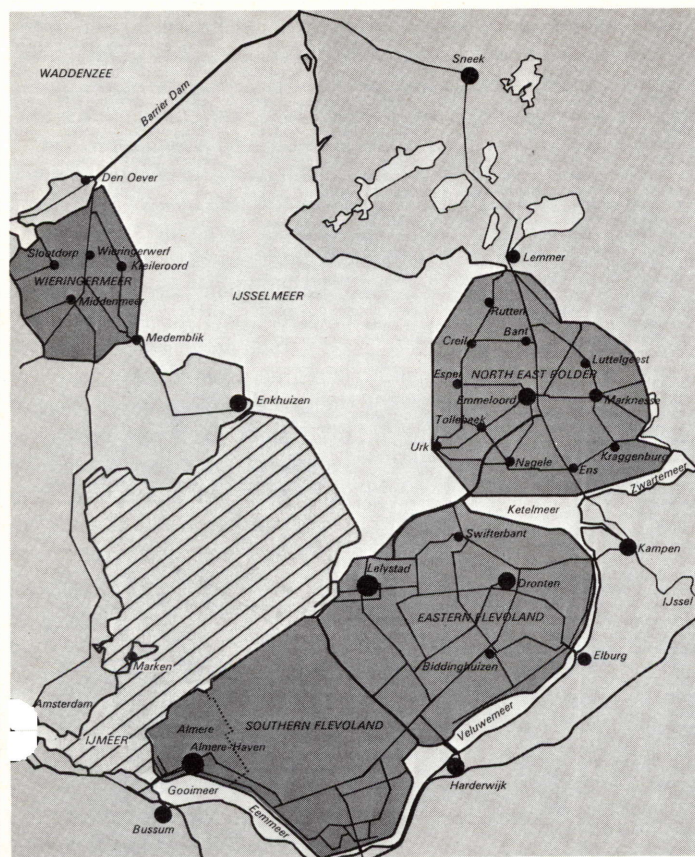 WADDENZEE
Barrier Dam
Sneek
Den Oever
Slootdorp
Wieringerwerf
Kreileroord
WIERINGERMEER
Middenmeer
Medemblik
IJSSELMEER
Lemmer
Rutten
Creil
Bant
Luttelgeest
Espel
NORTH EAST POLDER
Emmeloord
Marknesse
Enkhuizen
Tollebeek
Urk
Nagele
Kraggenburg
Ens
Zwartemeer
Ketelmeer
Swifterbant
Kampen
Lelystad
Dronten
IJssel
EASTERN FLEVOLAND
Biddinghuizen
Elburg
Marken
Amsterdam
SOUTHERN FLEVOLAND
Veluwemeer
Almere
IJMEER
Almere-Haven
Gooimeer
Harderwijk
Eemmeer
Bussum